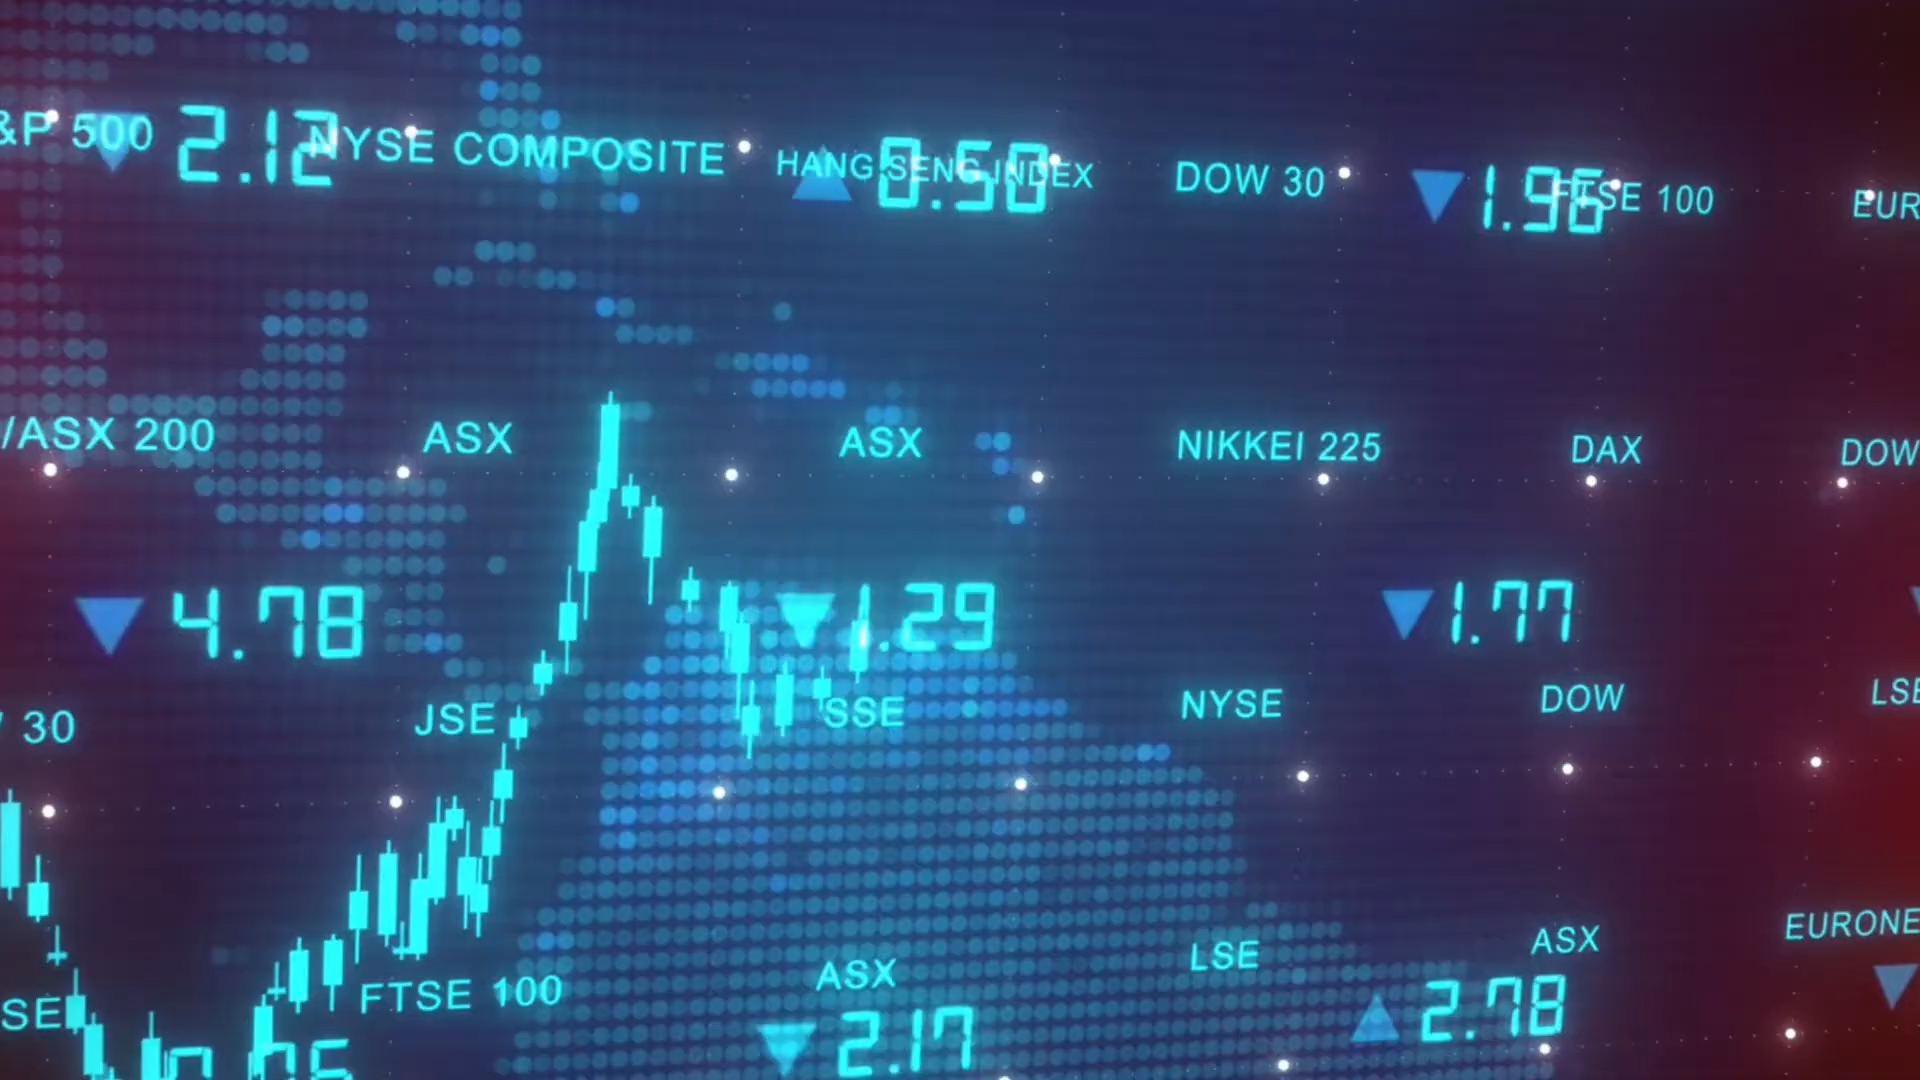 &P 500 2.12 NYSE COMPOSITE HANG SENG INDEX 0.50 DOW 30 1.96 FTSE 100 EUR
/ASX 200 ASX ASX NIKKEI 225 DAX DOW
4.78 1.29 1.77
30 JSE SSE NYSE DOW LSE
FTSE 100 ASX LSE ASX EURONE
SE 2.17 2.78